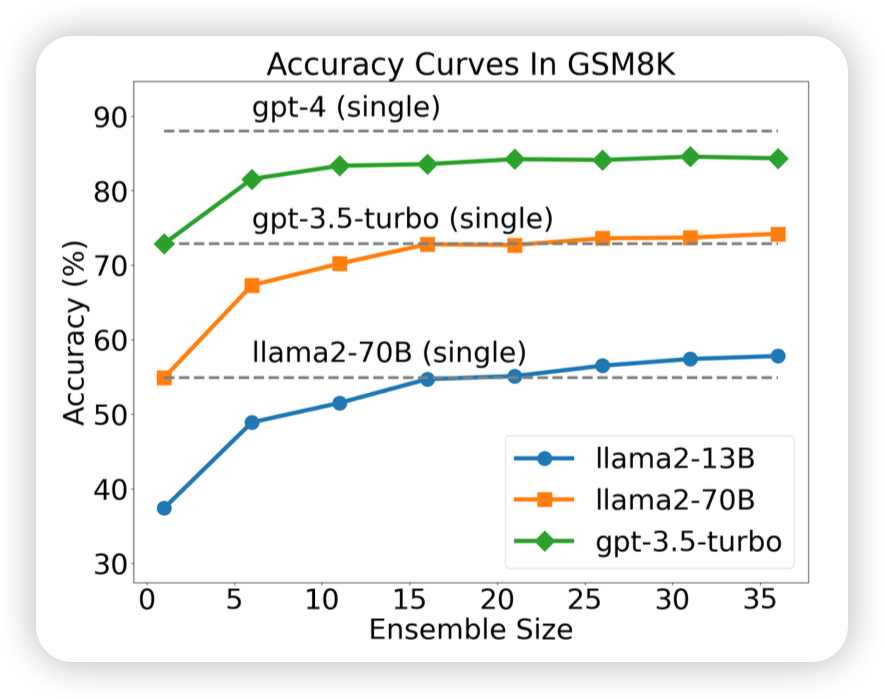 Accuracy Curves In GSM8K
90
80
70
60
50
40
30
Accuracy (%)
gpt-4 (single)
gpt-3.5-turbo (single)
llama2-70B (single)
llama2-13B
llama2-70B
gpt-3.5-turbo
0 5 10 15 20 25 30 35
Ensemble Size